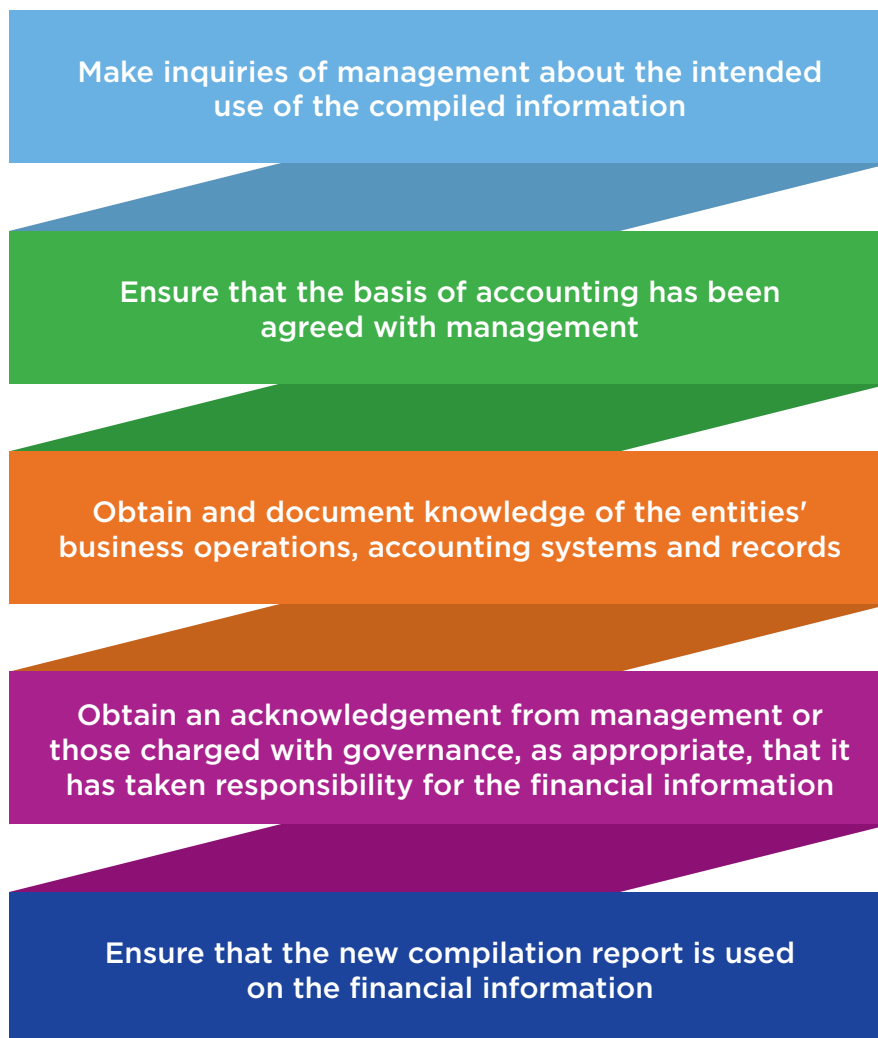 Make inquiries of management about the intended
use of the compiled information
Ensure that the basis of accounting has been
agreed with management
Obtain and document knowledge of the entities'
business operations, accounting systems and records
Obtain an acknowledgement from management or
those charged with governance, as appropriate, that it
has taken responsibility for the financial information
Ensure that the new compilation report is used
on the financial information